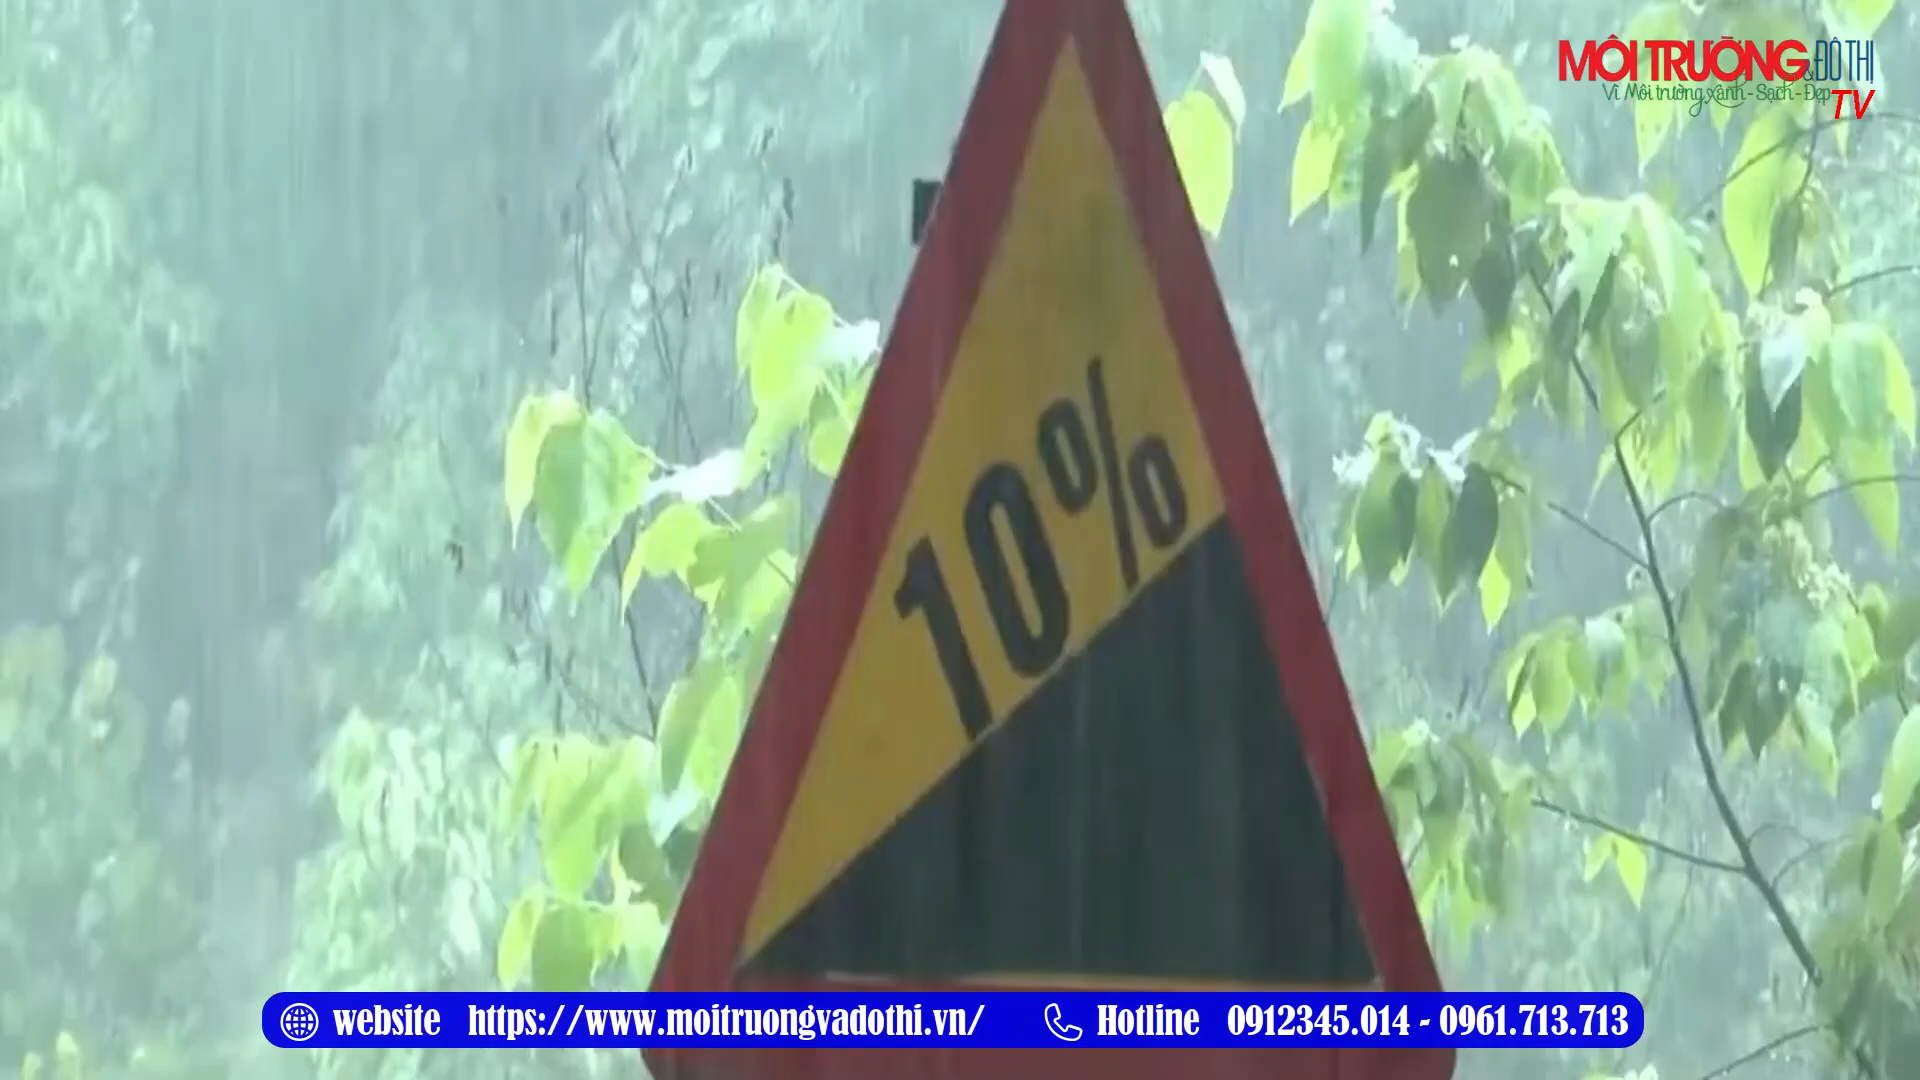 MÔI TRƯỜNG & ĐÔ THỊ
Vì Môi trường xanh - Sạch - Đẹp
TV
10%
website https://www.moitruongvadothi.vn/ Hotline 0912345.014 - 0961.713.713